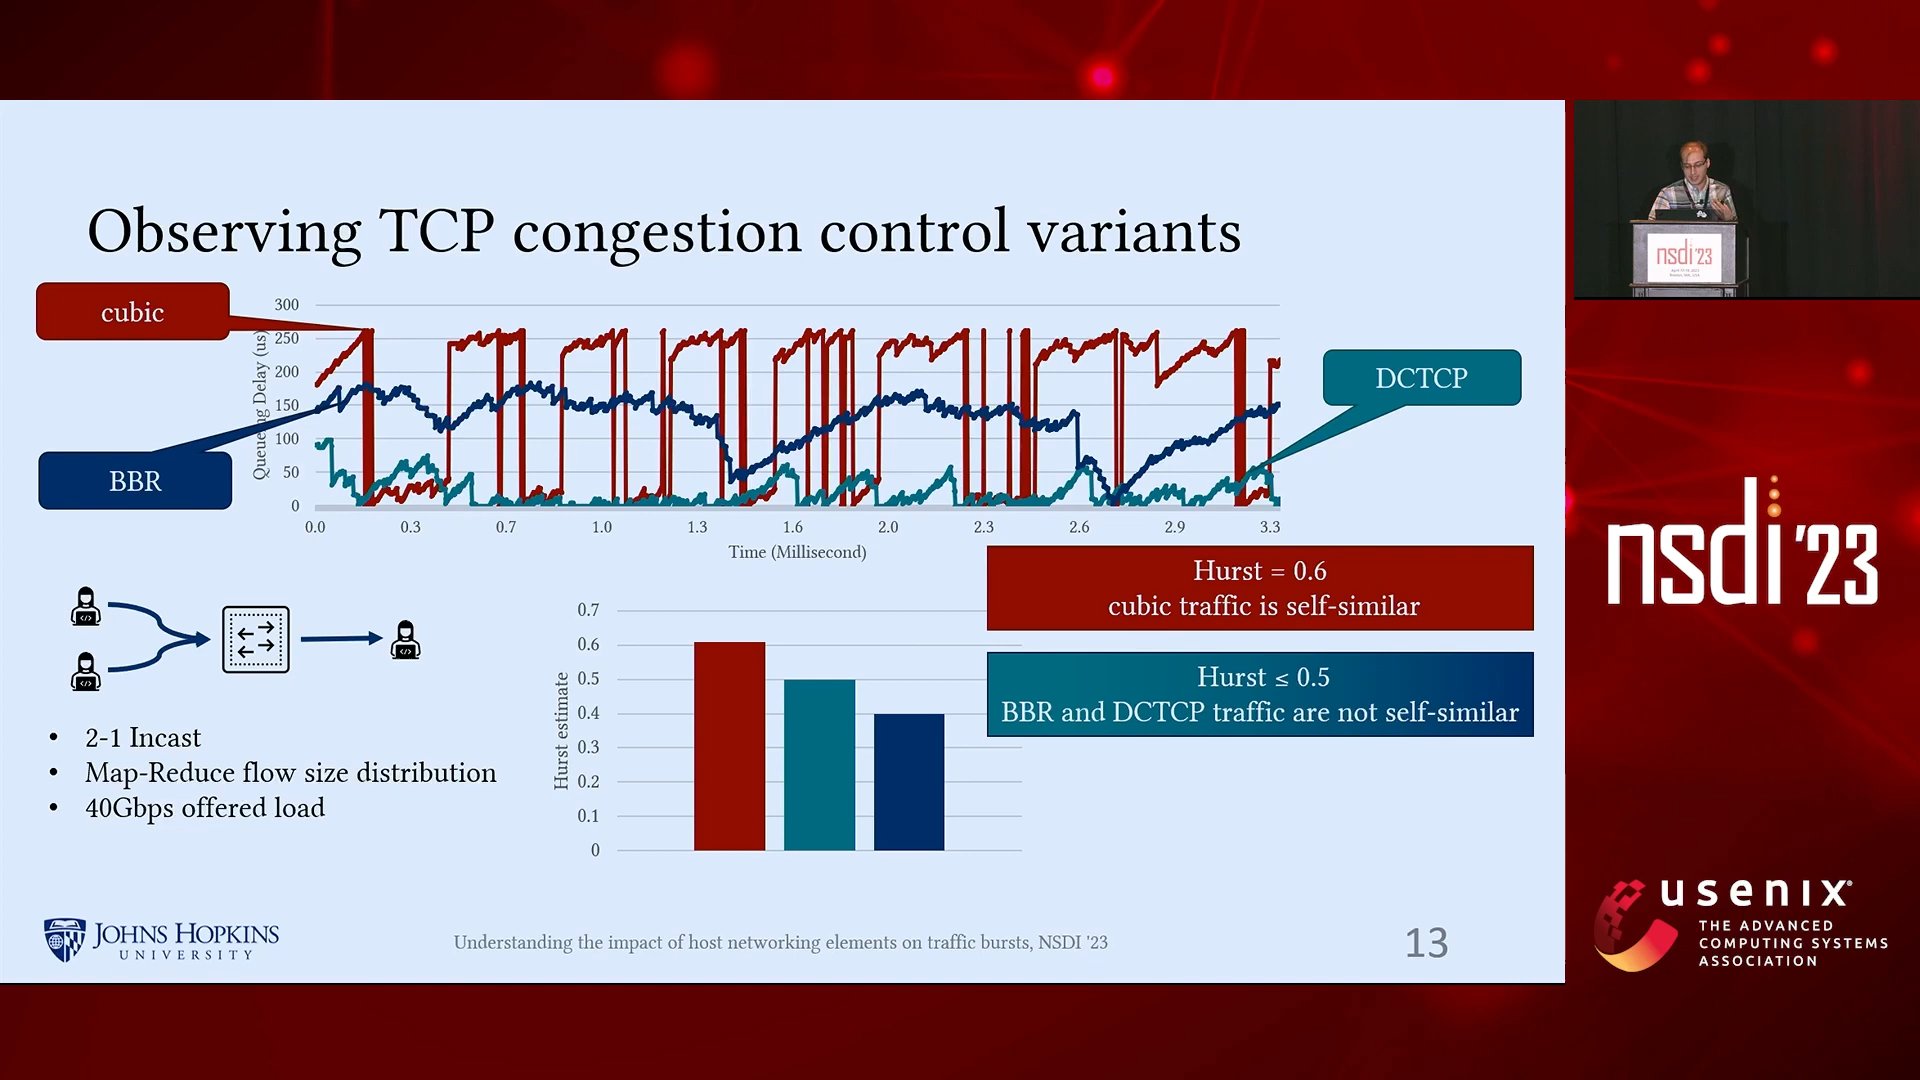 Observing TCP congestion control variants
cubic
BBR
DCTCP
Queueing Delay (us)
300
250
200
150
100
50
0
0.0 0.3 0.7 1.0 1.3 1.6 2.0 2.3 2.6 2.9 3.3
Time (Millisecond)
Hurst = 0.6
cubic traffic is self-similar
Hurst ≤ 0.5
BBR and DCTCP traffic are not self-similar
• 2-1 Incast
• Map-Reduce flow size distribution
• 40Gbps offered load
Hurst estimate
0.7
0.6
0.5
0.4
0.3
0.2
0.1
0
JOHNS HOPKINS
UNIVERSITY
Understanding the impact of host networking elements on traffic bursts, NSDI '23
13
nsdi '23
nsdi '23
usenix®
THE ADVANCED
COMPUTING SYSTEMS
ASSOCIATION